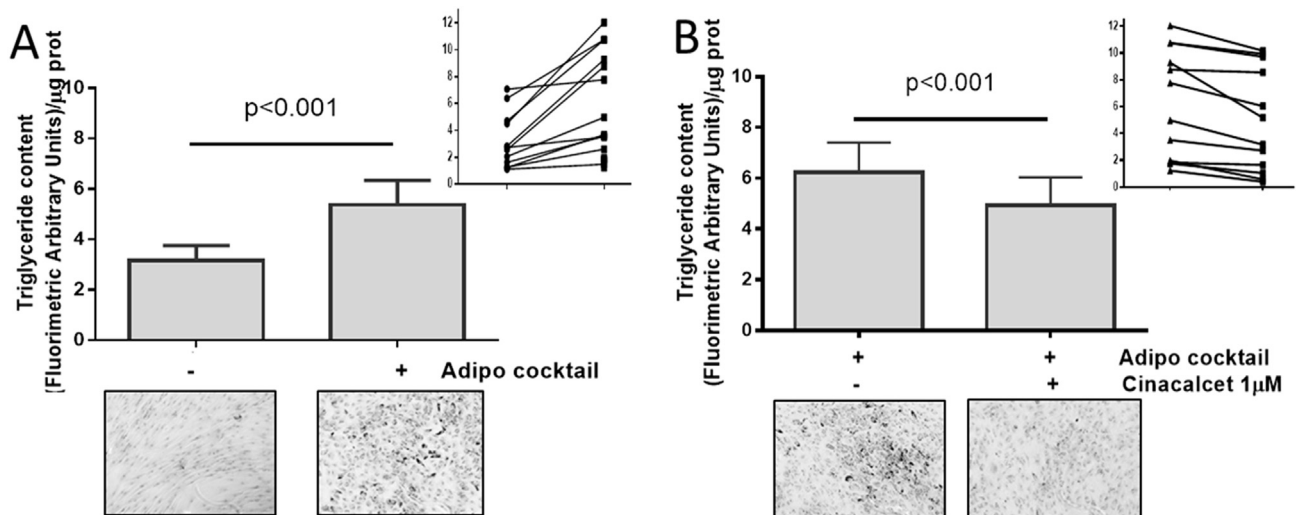 A
Triglyceride content
(Fluorimetric Arbitrary Units)/µg prot
10
8
6
4
2
0
p<0.001
12
10
8
6
4
2
0
- + Adipo cocktail
B
Triglyceride content
(Fluorimetric Arbitrary Units)/µg prot
10
8
6
4
2
0
p<0.001
12
10
8
6
4
2
0
+ + Adipo cocktail
- + Cinacalcet 1µM